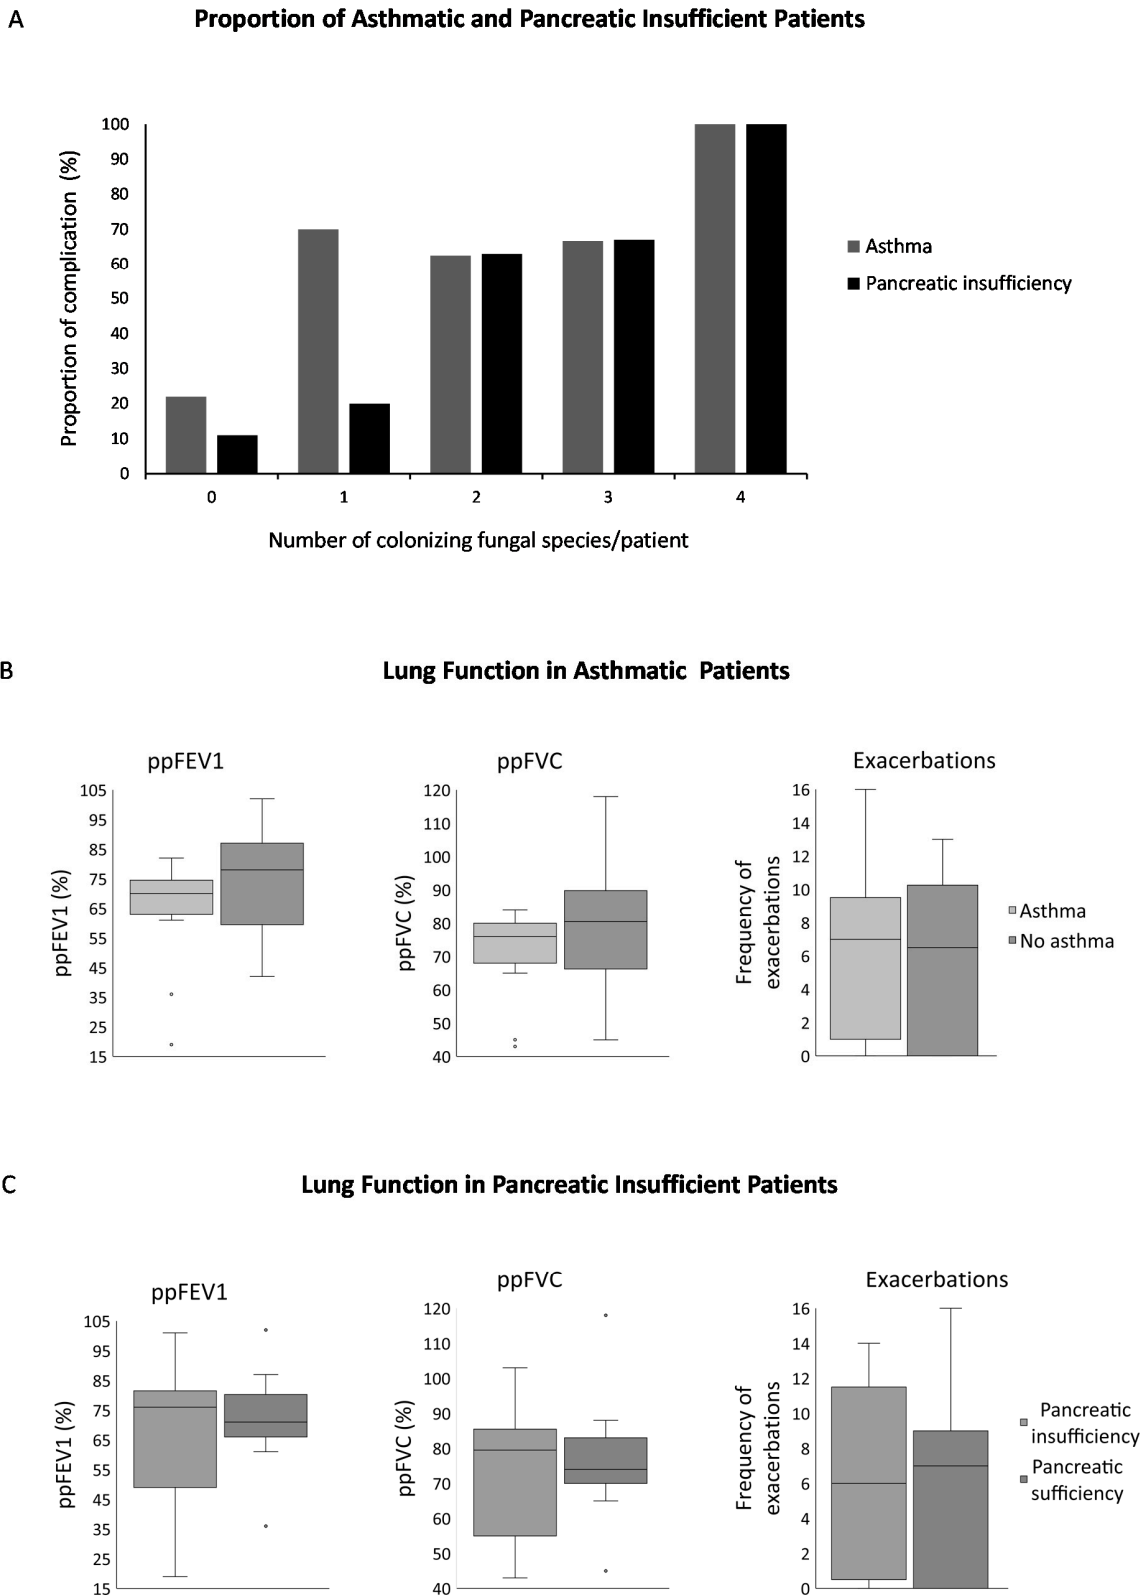 A
Proportion of Asthmatic and Pancreatic Insufficient Patients
100
90
80
70
60
50
40
30
20
10
0
Proportion of complication (%)
0 1 2 3 4
Number of colonizing fungal species/patient
Asthma
Pancreatic insufficiency
B
Lung Function in Asthmatic Patients
ppFEV1
105
95
85
75
65
55
45
35
25
15
ppFEV1 (%)
ppFVC
120
110
100
90
80
70
60
50
40
ppFVC (%)
Exacerbations
16
14
12
10
8
6
4
2
0
Frequency of
exacerbations
Asthma
No asthma
C
Lung Function in Pancreatic Insufficient Patients
ppFEV1
105
95
85
75
65
55
45
35
25
15
ppFEV1 (%)
ppFVC
120
110
100
90
80
70
60
50
40
ppFVC (%)
Exacerbations
16
14
12
10
8
6
4
2
0
Frequency of
exacerbations
Pancreatic
insufficiency
Pancreatic
sufficiency